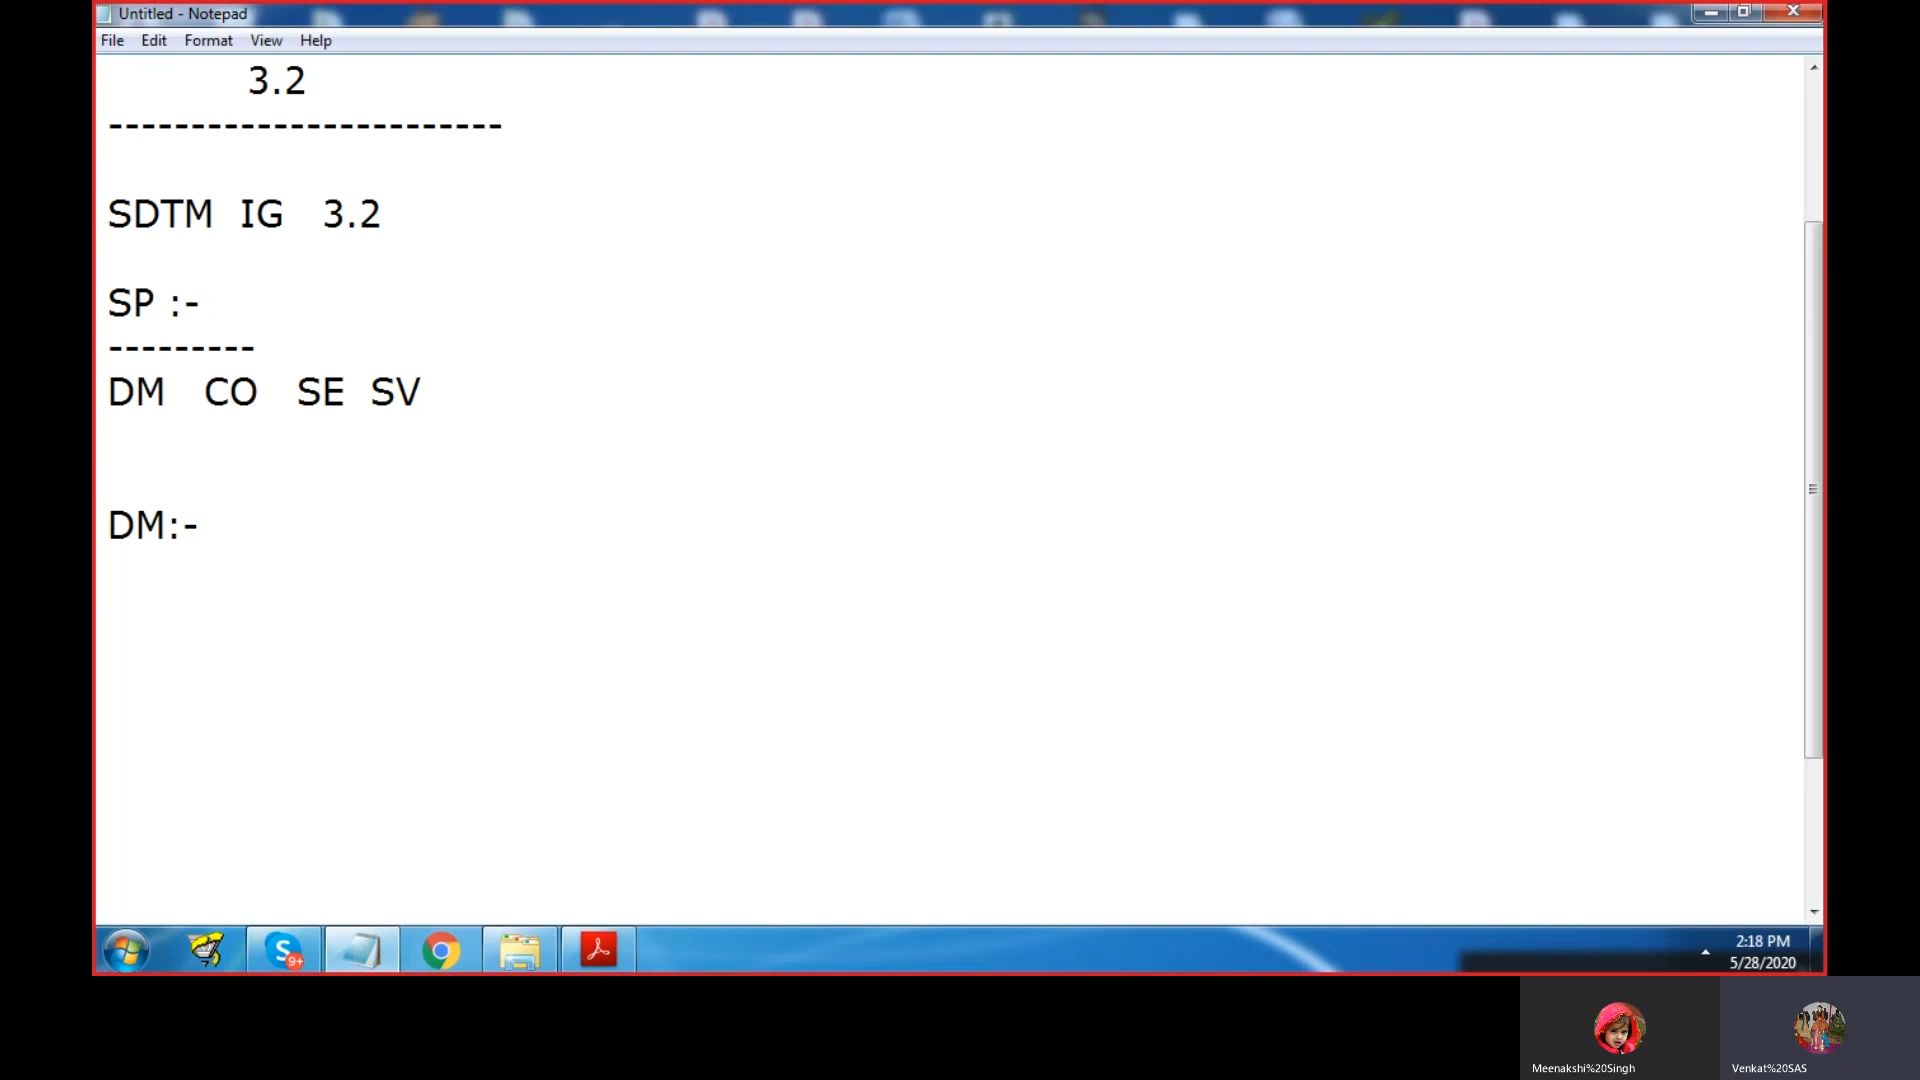 Untitled - Notepad
File Edit Format View Help
3.2
------------------------
SDTM IG 3.2
SP :-
---------
DM CO SE SV
DM:-
S 9+
2:18 PM
5/28/2020
Meenakshi%20Singh
Venkat%20SAS